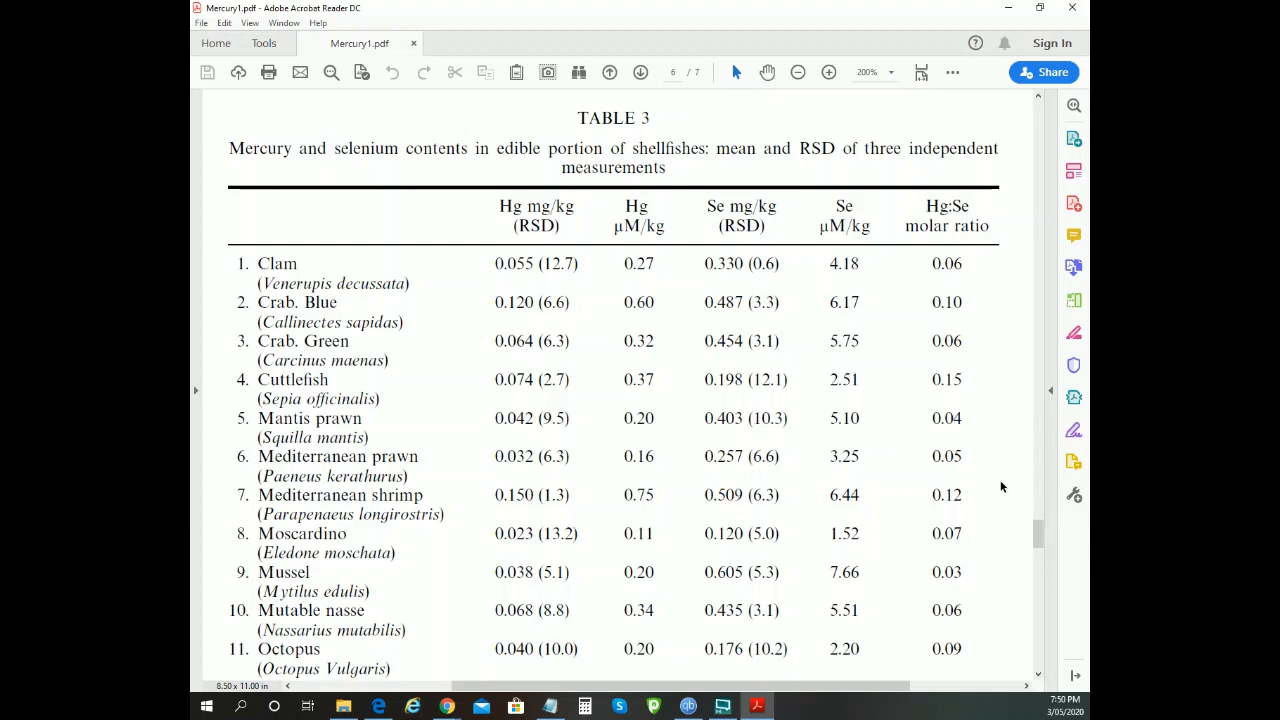 Mercury1.pdf - Adobe Acrobat Reader DC
File Edit View Window Help
Home Tools Mercury1.pdf × Sign In
6 / 7 200% Share
TABLE 3
Mercury and selenium contents in edible portion of shellfishes: mean and RSD of three independent
measurements
Hg mg/kg Hg Se mg/kg Se Hg:Se
(RSD) μM/kg (RSD) μM/kg molar ratio
1. Clam 0.055 (12.7) 0.27 0.330 (0.6) 4.18 0.06
(Venerupis decussata)
2. Crab. Blue 0.120 (6.6) 0.60 0.487 (3.3) 6.17 0.10
(Callinectes sapidas)
3. Crab. Green 0.064 (6.3) 0.32 0.454 (3.1) 5.75 0.06
(Carcinus maenas)
4. Cuttlefish 0.074 (2.7) 0.37 0.198 (12.1) 2.51 0.15
(Sepia officinalis)
5. Mantis prawn 0.042 (9.5) 0.20 0.403 (10.3) 5.10 0.04
(Squilla mantis)
6. Mediterranean prawn 0.032 (6.3) 0.16 0.257 (6.6) 3.25 0.05
(Paeneus kerathurus)
7. Mediterranean shrimp 0.150 (1.3) 0.75 0.509 (6.3) 6.44 0.12
(Parapenaeus longirostris)
8. Moscardino 0.023 (13.2) 0.11 0.120 (5.0) 1.52 0.07
(Eledone moschata)
9. Mussel 0.038 (5.1) 0.20 0.605 (5.3) 7.66 0.03
(Mytilus edulis)
10. Mutable nasse 0.068 (8.8) 0.34 0.435 (3.1) 5.51 0.06
(Nassarius mutabilis)
11. Octopus 0.040 (10.0) 0.20 0.176 (10.2) 2.20 0.09
(Octopus Vulgaris)
8.50 x 11.00 in
7:50 PM
3/05/2020